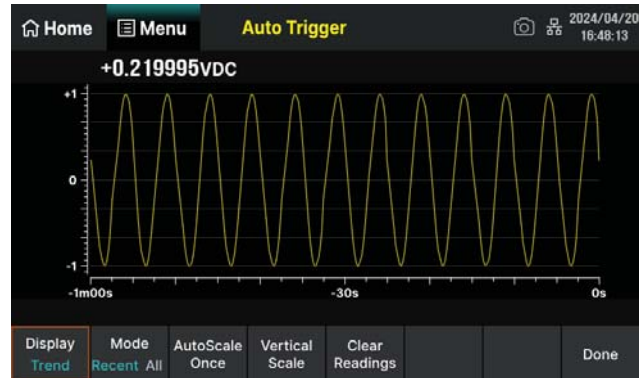 Home Menu Auto Trigger 2024/04/20
16:48:13
+0.219995VDC
+1
0
-1
-1m00s -30s 0s
Display Mode AutoScale Vertical Clear Done
Trend Recent All Once Scale Readings